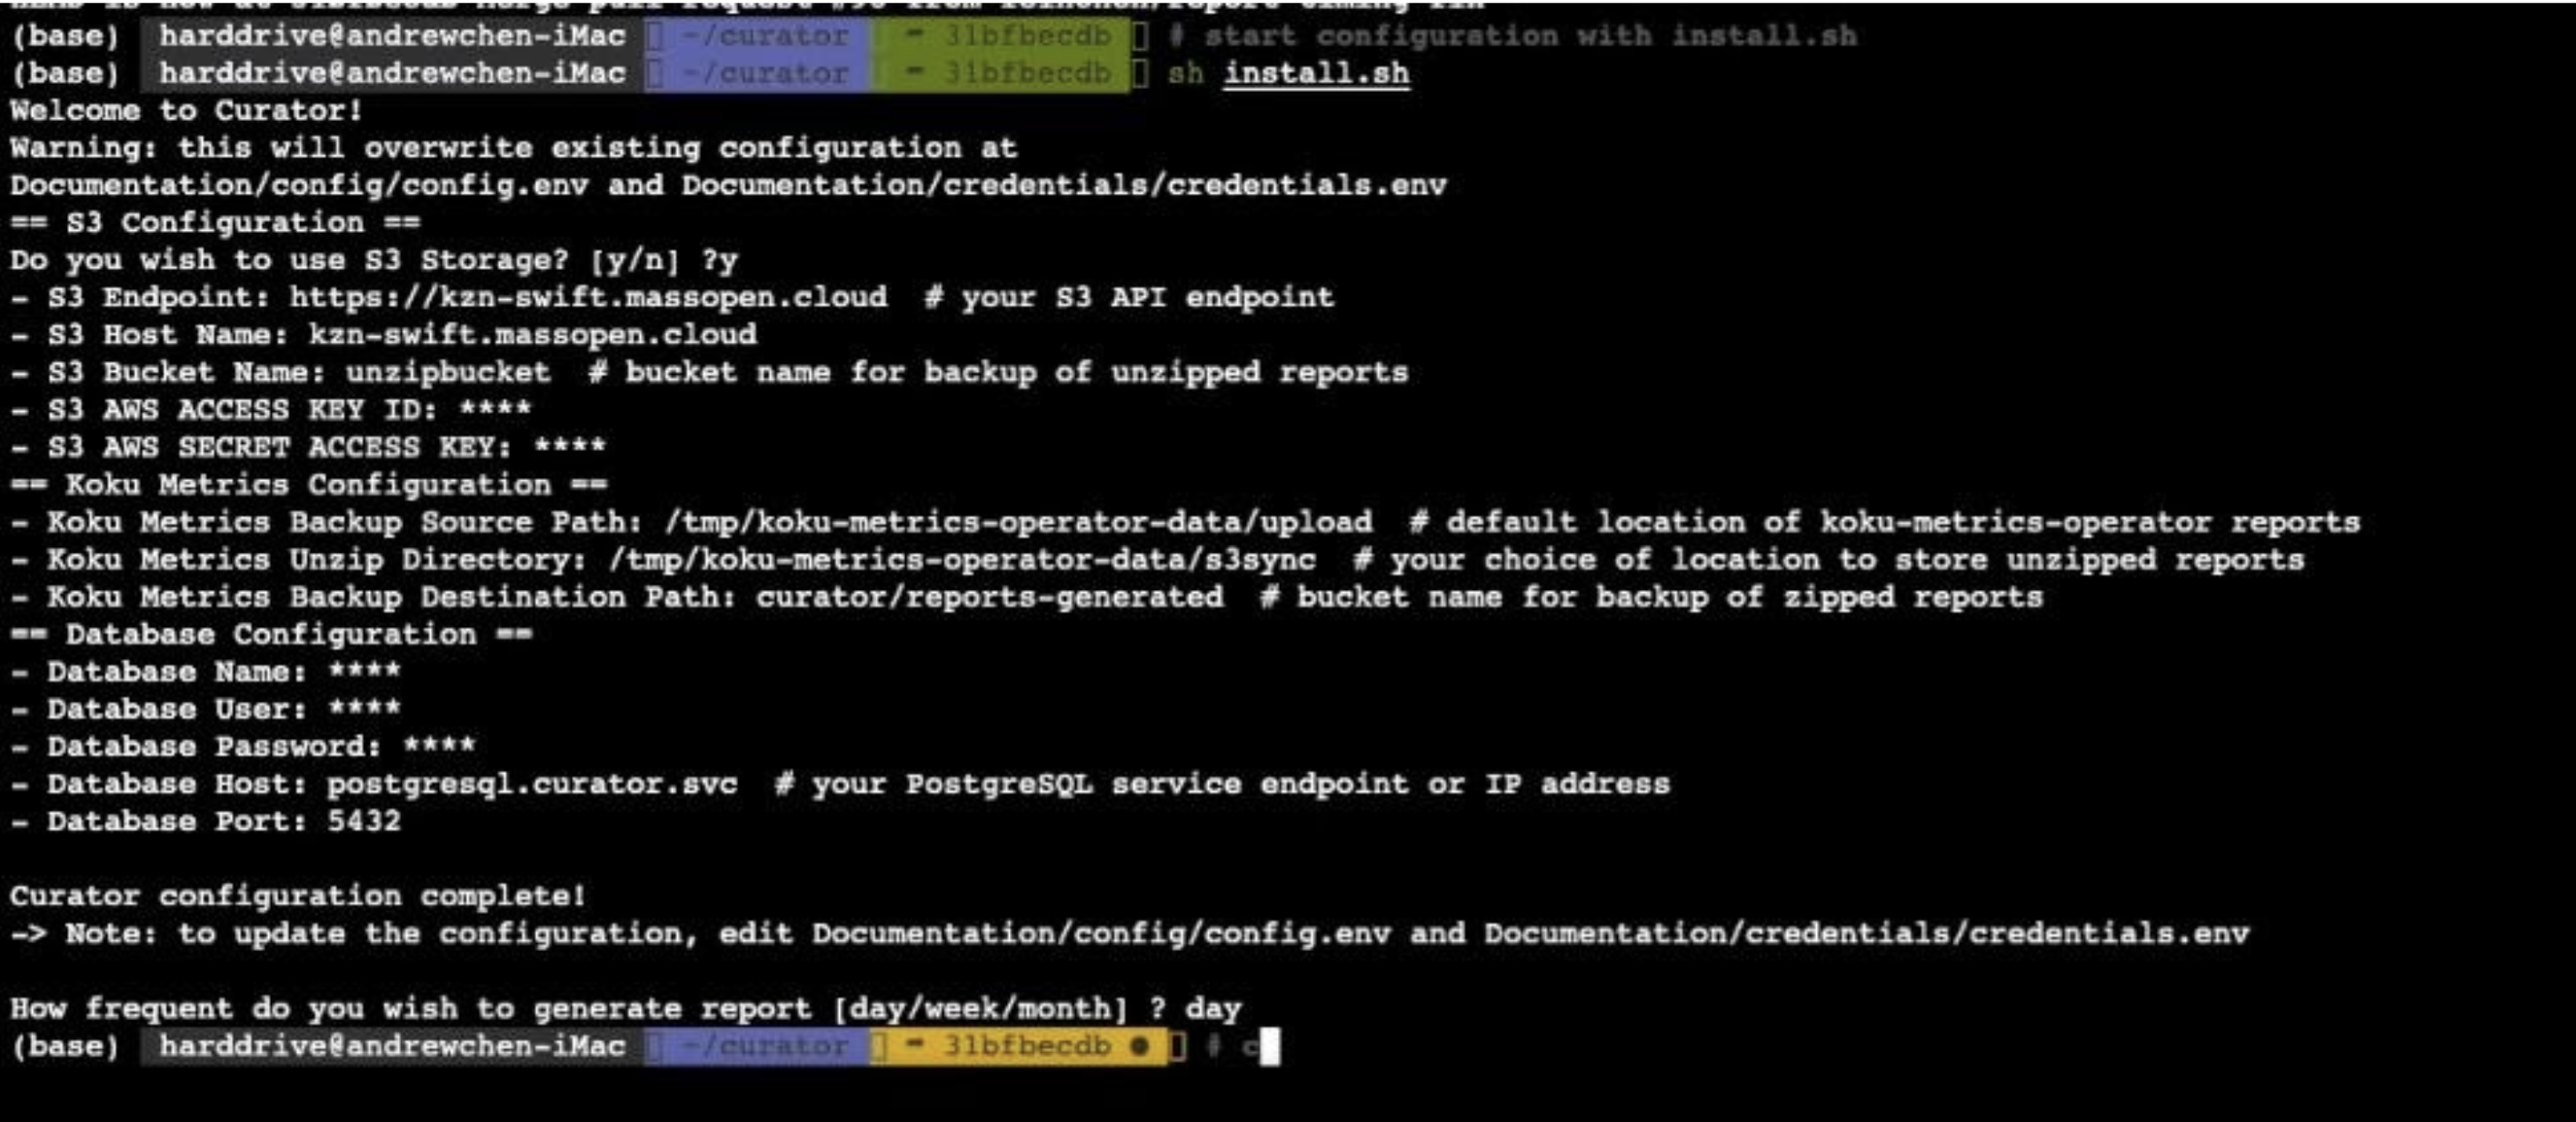 (base) harddrive@andrewchen-iMac ~/curator 31bfbecdb # start configuration with install.sh
(base) harddrive@andrewchen-iMac ~/curator 31bfbecdb sh install.sh
Welcome to Curator!
Warning: this will overwrite existing configuration at
Documentation/config/config.env and Documentation/credentials/credentials.env
== S3 Configuration ==
Do you wish to use S3 Storage? [y/n] ?y
- S3 Endpoint: https://kzn-swift.massopen.cloud # your S3 API endpoint
- S3 Host Name: kzn-swift.massopen.cloud
- S3 Bucket Name: unzipbucket # bucket name for backup of unzipped reports
- S3 AWS ACCESS KEY ID: ****
- S3 AWS SECRET ACCESS KEY: ****
== Koku Metrics Configuration ==
- Koku Metrics Backup Source Path: /tmp/koku-metrics-operator-data/upload # default location of koku-metrics-operator reports
- Koku Metrics Unzip Directory: /tmp/koku-metrics-operator-data/s3sync # your choice of location to store unzipped reports
- Koku Metrics Backup Destination Path: curator/reports-generated # bucket name for backup of zipped reports
== Database Configuration ==
- Database Name: ****
- Database User: ****
- Database Password: ****
- Database Host: postgresql.curator.svc # your PostgreSQL service endpoint or IP address
- Database Port: 5432
Curator configuration complete!
-> Note: to update the configuration, edit Documentation/config/config.env and Documentation/credentials/credentials.env
How frequent do you wish to generate report [day/week/month] ? day
(base) harddrive@andrewchen-iMac ~/curator 31bfbecdb ● # c